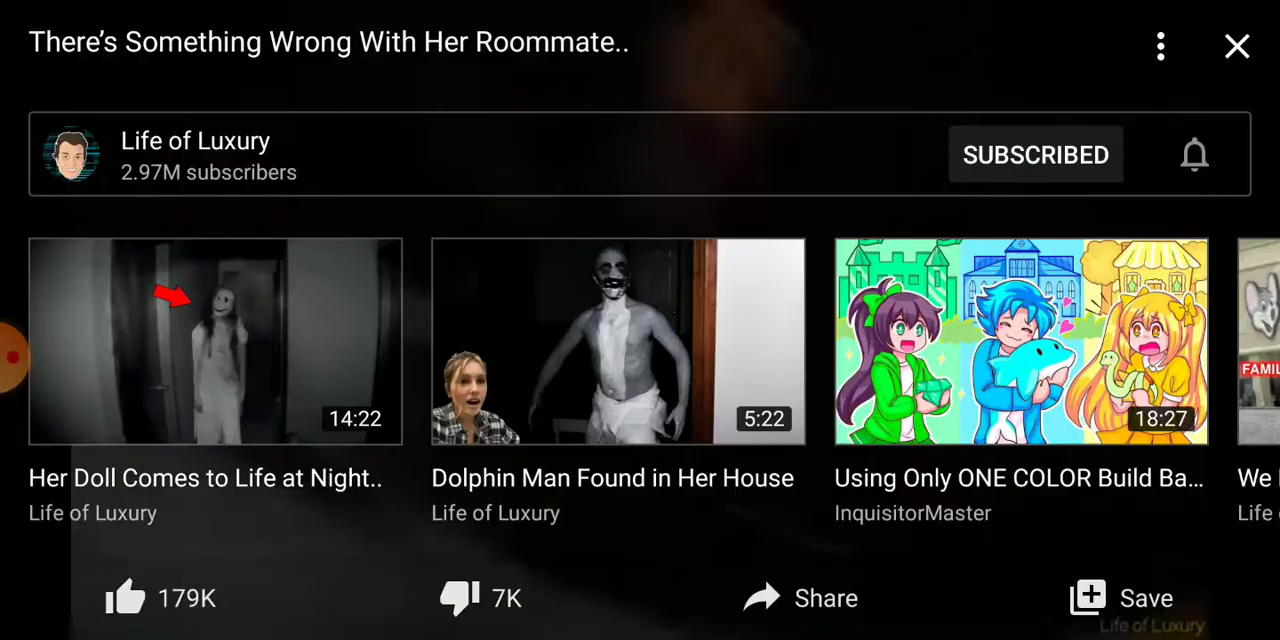 There's Something Wrong With Her Roommate..
Life of Luxury
2.97M subscribers
SUBSCRIBED
14:22
5:22
18:27
FAMIL
Her Doll Comes to Life at Night..
Dolphin Man Found in Her House
Using Only ONE COLOR Build Ba...
We
Life of Luxury
Life of Luxury
InquisitorMaster
Life
179K
7K
Share
Save
Life of Luxury